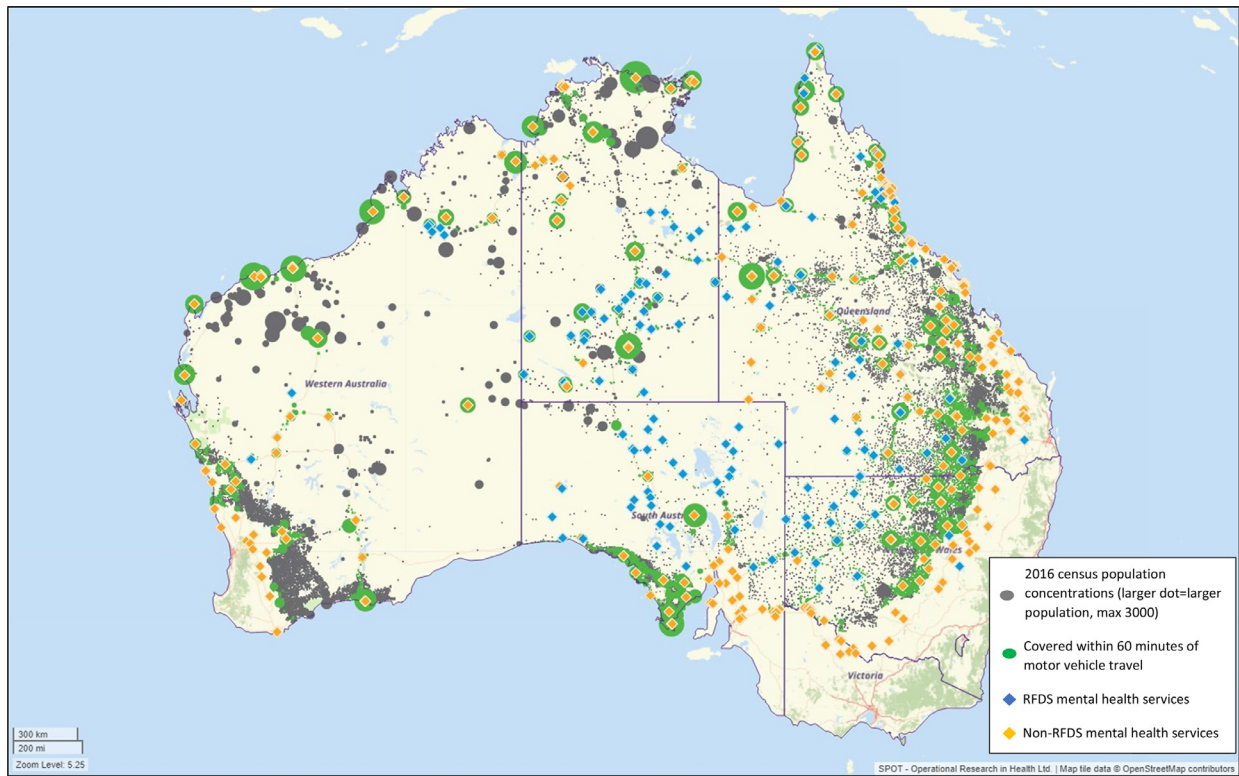 Western Australia
Queensland
South Austr
Wales
Victoria
2016 census population
concentrations (larger dot=larger
population, max 3000)
Covered within 60 minutes of
motor vehicle travel
RFDS mental health services
Non-RFDS mental health services
300 km
200 mi
Zoom Level: 5.25
SPOT - Operational Research in Health Ltd. | Map tile data © OpenStreetMap contributors